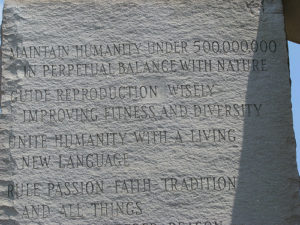 MAINTAIN HUMANITY UNDER 500,000,000
IN PERPETUAL BALANCE WITH NATURE
GUIDE REPRODUCTION WISELY
IMPROVING FITNESS AND DIVERSITY
UNITE HUMANITY WITH A LIVING
NEW LANGUAGE
RULE PASSION - FAITH - TRADITION
AND ALL THINGS
REASON